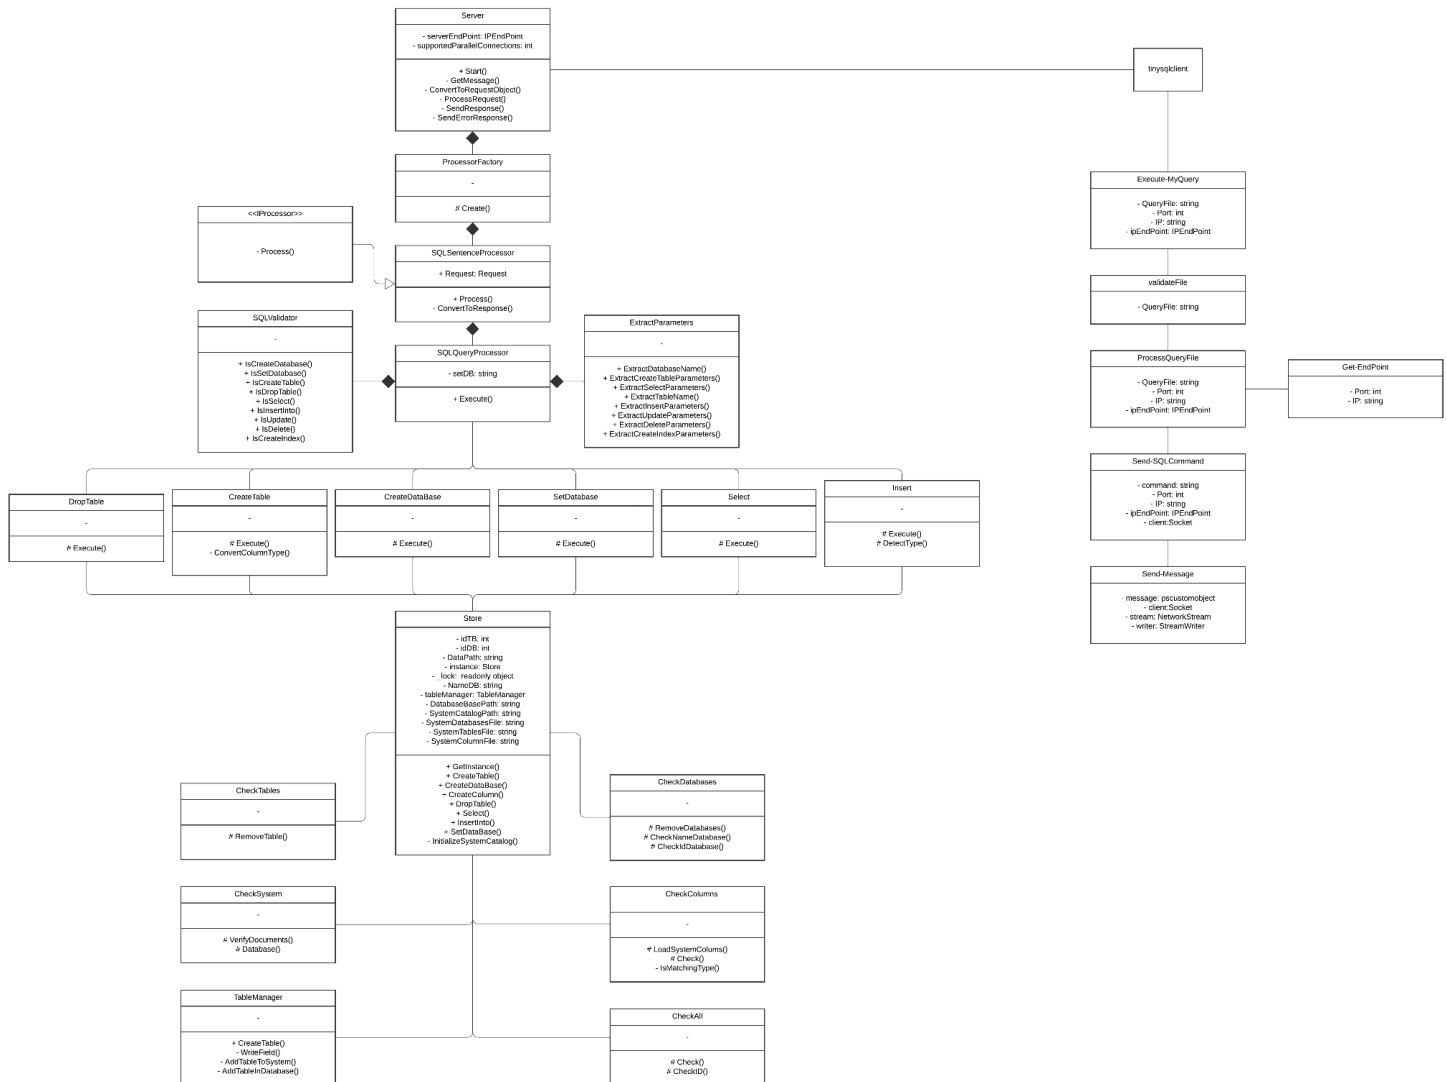 Server
- serverEndPoint: IPEndPoint
- supportedParallelConnections: int
+ Start()
- GetMessage()
- ConvertToRequestObject()
- ProcessRequest()
- SendResponse()
- SendErrorResponse()
tinysqlclient
ProcessorFactory
-
# Create()
<<IProcessor>>
- Process()
SQLSentenceProcessor
+ Request: Request
+ Process()
- ConvertToResponse()
SQLValidator
-
+ IsCreateDatabase()
+ IsSetDatabase()
+ IsCreateTable()
+ IsDropTable()
+ IsSelect()
+ IsInsertInto()
+ IsUpdate()
+ IsDelete()
+ IsCreateIndex()
SQLQueryProcessor
- setDB: string
+ Execute()
ExtractParameters
-
+ ExtractDatabaseName()
+ ExtractCreateTableParameters()
+ ExtractSelectParameters()
+ ExtractTableName()
+ ExtractInsertParameters()
+ ExtractUpdateParameters()
+ ExtractDeleteParameters()
+ ExtractCreateIndexParameters()
Execute-MyQuery
- QueryFile: string
- Port: int
- IP: string
- ipEndPoint: IPEndPoint
validateFile
- QueryFile: string
ProcessQueryFile
- QueryFile: string
- Port: int
- IP: string
- ipEndPoint: IPEndPoint
Get-EndPoint
- Port: int
- IP: string
Send-SQLCommand
- command: string
- Port: int
- IP: string
- ipEndPoint: IPEndPoint
- client:Socket
Send-Message
- message: pscustomobject
- client:Socket
- stream: NetworkStream
- writer: StreamWriter
DropTable
-
# Execute()
CreateTable
-
# Execute()
- ConvertColumnType()
CreateDataBase
-
# Execute()
SetDatabase
-
# Execute()
Select
-
# Execute()
Insert
-
# Execute()
# DetectType()
Store
- idTB: int
- idDB: int
- DataPath: string
- instance: Store
- _lock:  readonly object
- NameDB: string
- tableManager: TableManager
- DatabaseBasePath: string
- SystemCatalogPath: string
- SystemDatabasesFile: string
- SystemTablesFile: string
- SystemColumnFile: string
+ GetInstance()
+ CreateTable()
+ CreateDataBase()
+ CreateColumn()
+ DropTable()
+ Select()
+ InsertInto()
+ SetDataBase()
- InitializeSystemCatalog()
CheckTables
-
# RemoveTable()
CheckDatabases
-
# RemoveDatabases()
# CheckNameDatabase()
# CheckIdDatabase()
CheckSystem
-
# VerifyDocuments()
# Database()
CheckColumns
-
# LoadSystemColums()
# Check()
- IsMatchingType()
TableManager
-
+ CreateTable()
- WriteField()
- AddTableToSystem()
- AddTableInDatabase()
CheckAll
-
# Check()
# CheckID()